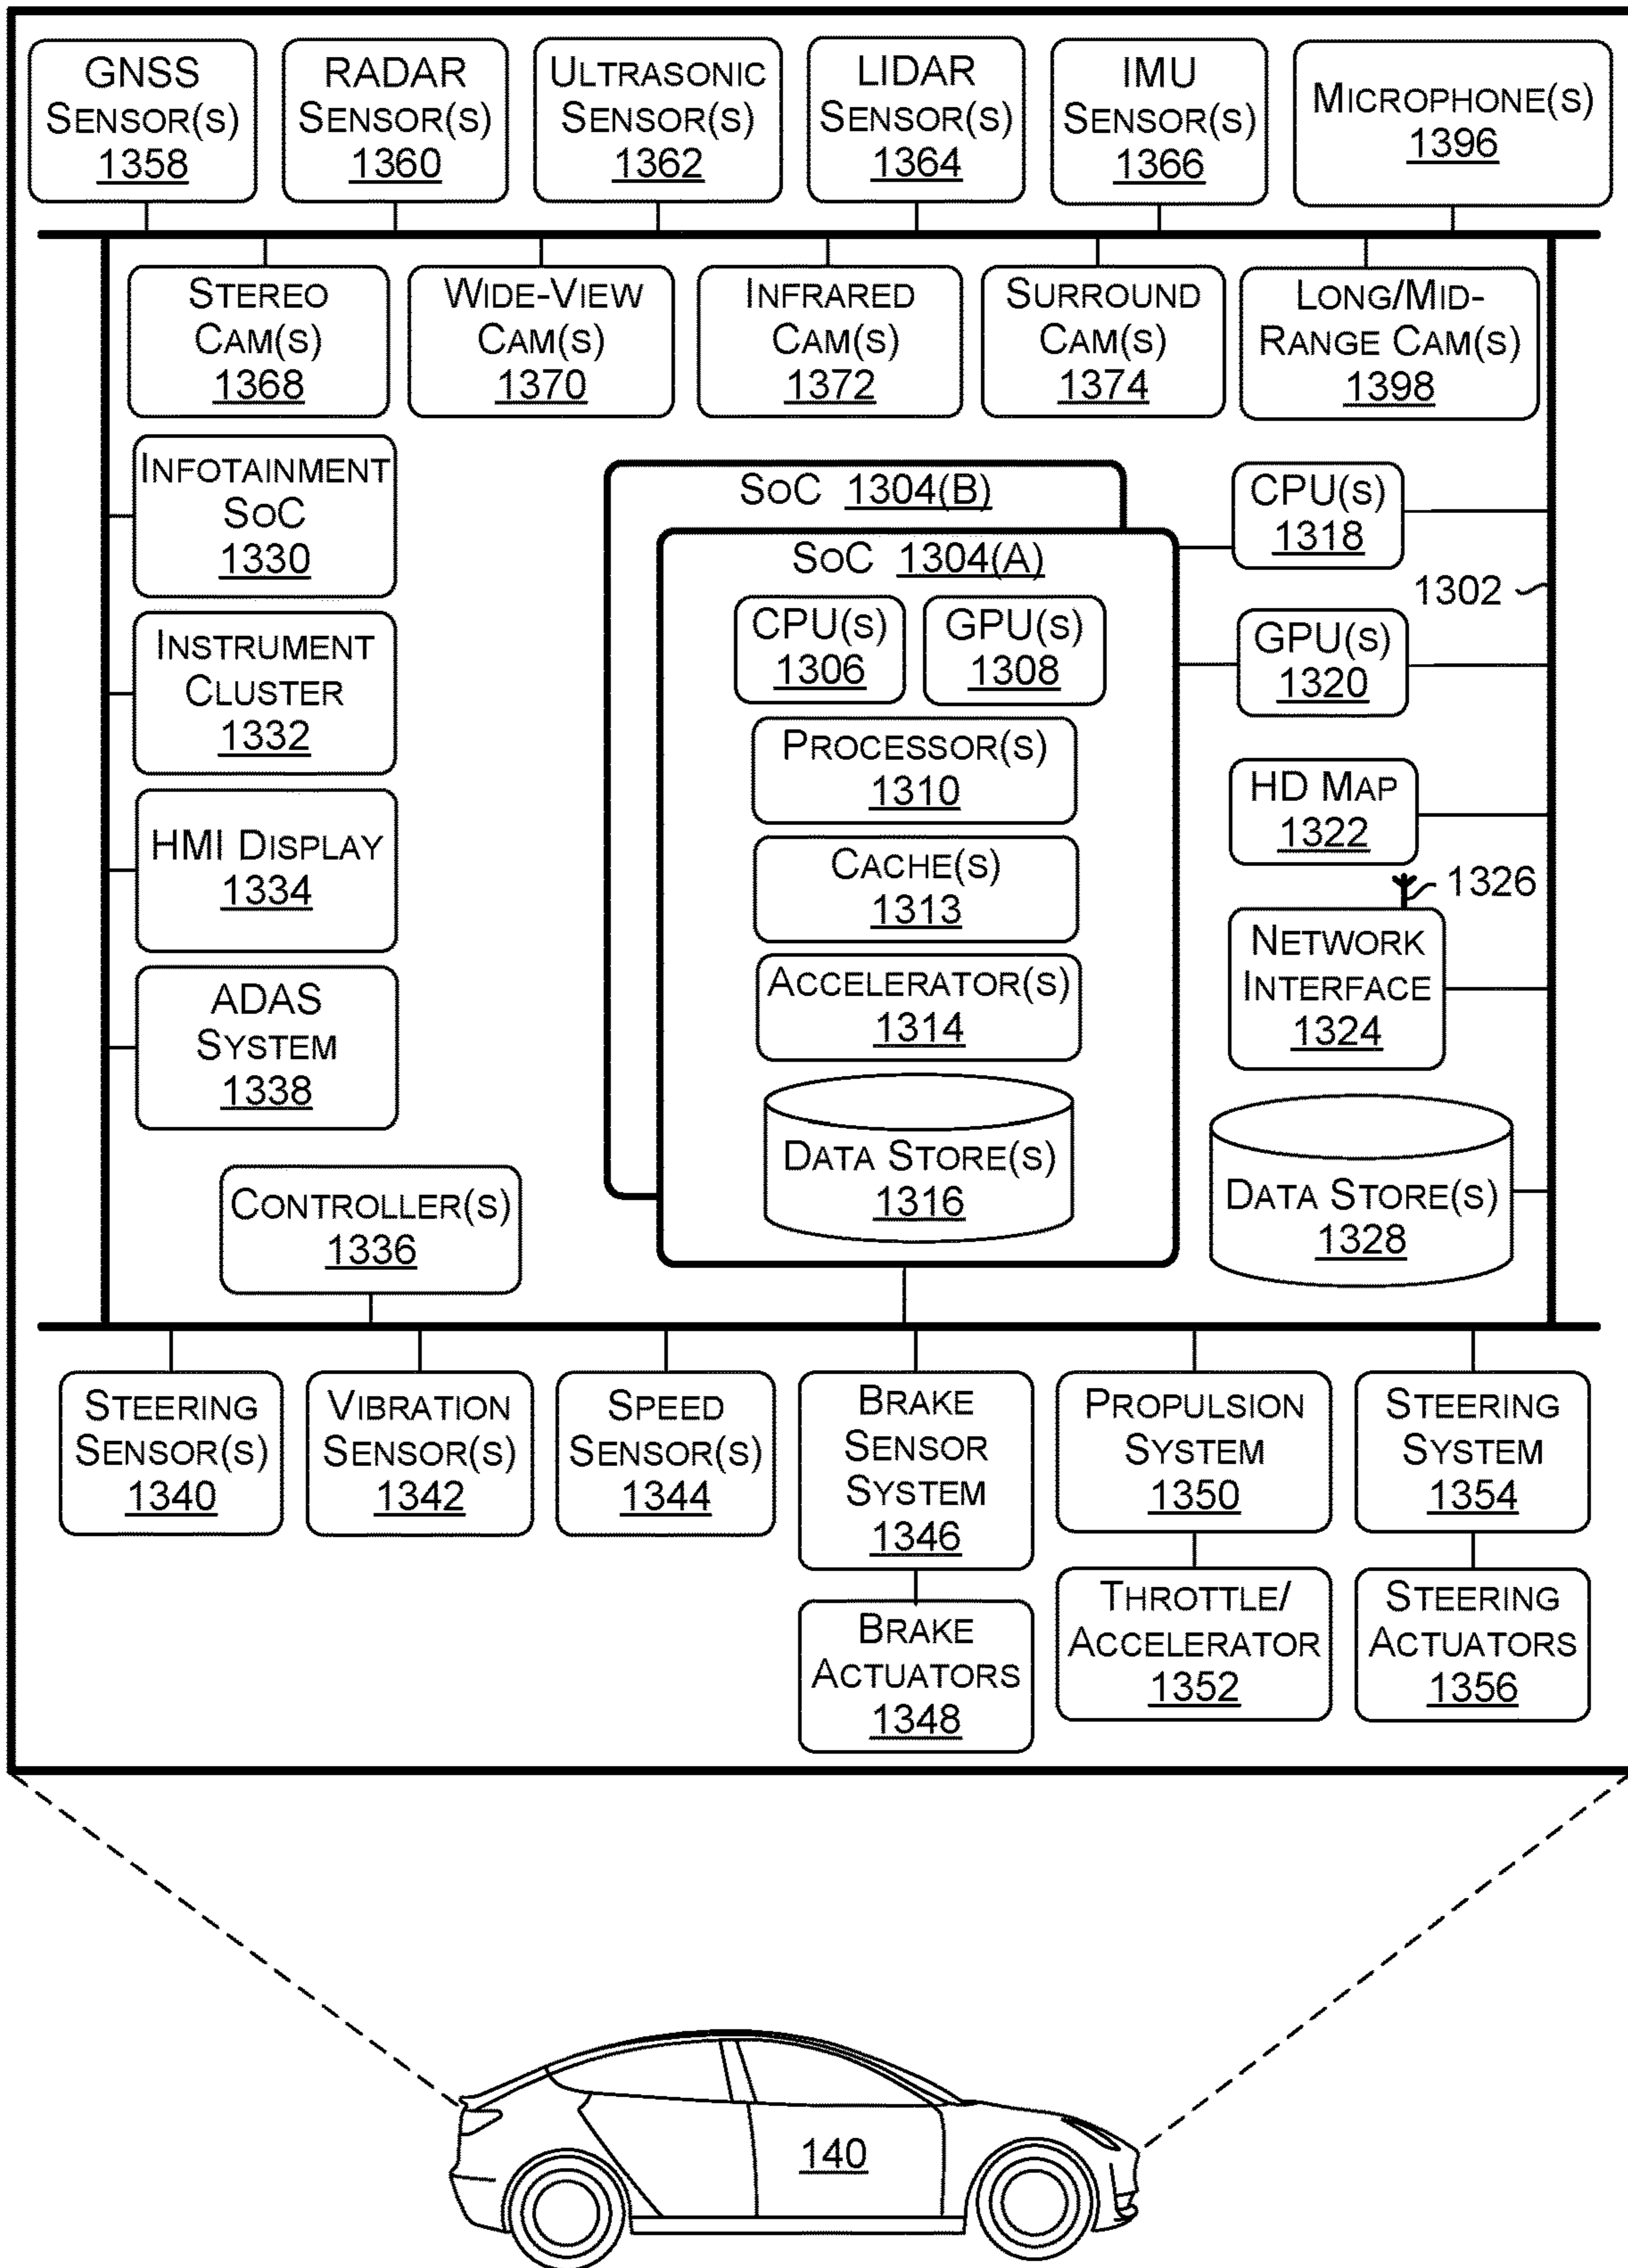 GNSS
SENSOR(S)
1358
RADAR
SENSOR(S)
1360
ULTRASONIC
SENSOR(S)
1362
LIDAR
SENSOR(S)
1364
IMU
SENSOR(S)
1366
MICROPHONE(S)
1396
STEREO
CAM(S)
1368
WIDE-VIEW
CAM(S)
1370
INFRARED
CAM(S)
1372
SURROUND
CAM(S)
1374
LONG/MID-
RANGE CAM(S)
1398
INFOTAINMENT
SOC
1330
INSTRUMENT
CLUSTER
1332
HMI DISPLAY
1334
ADAS
SYSTEM
1338
CONTROLLER(S)
1336
SOC 1304(B)
SOC 1304(A)
CPU(S)
1306
GPU(S)
1308
PROCESSOR(S)
1310
CACHE(S)
1313
ACCELERATOR(S)
1314
DATA STORE(S)
1316
CPU(S)
1318
1302
GPU(S)
1320
HD MAP
1322
1326
NETWORK
INTERFACE
1324
DATA STORE(S)
1328
STEERING
SENSOR(S)
1340
VIBRATION
SENSOR(S)
1342
SPEED
SENSOR(S)
1344
BRAKE
SENSOR
SYSTEM
1346
PROPULSION
SYSTEM
1350
STEERING
SYSTEM
1354
BRAKE
ACTUATORS
1348
THROTTLE/
ACCELERATOR
1352
STEERING
ACTUATORS
1356
140